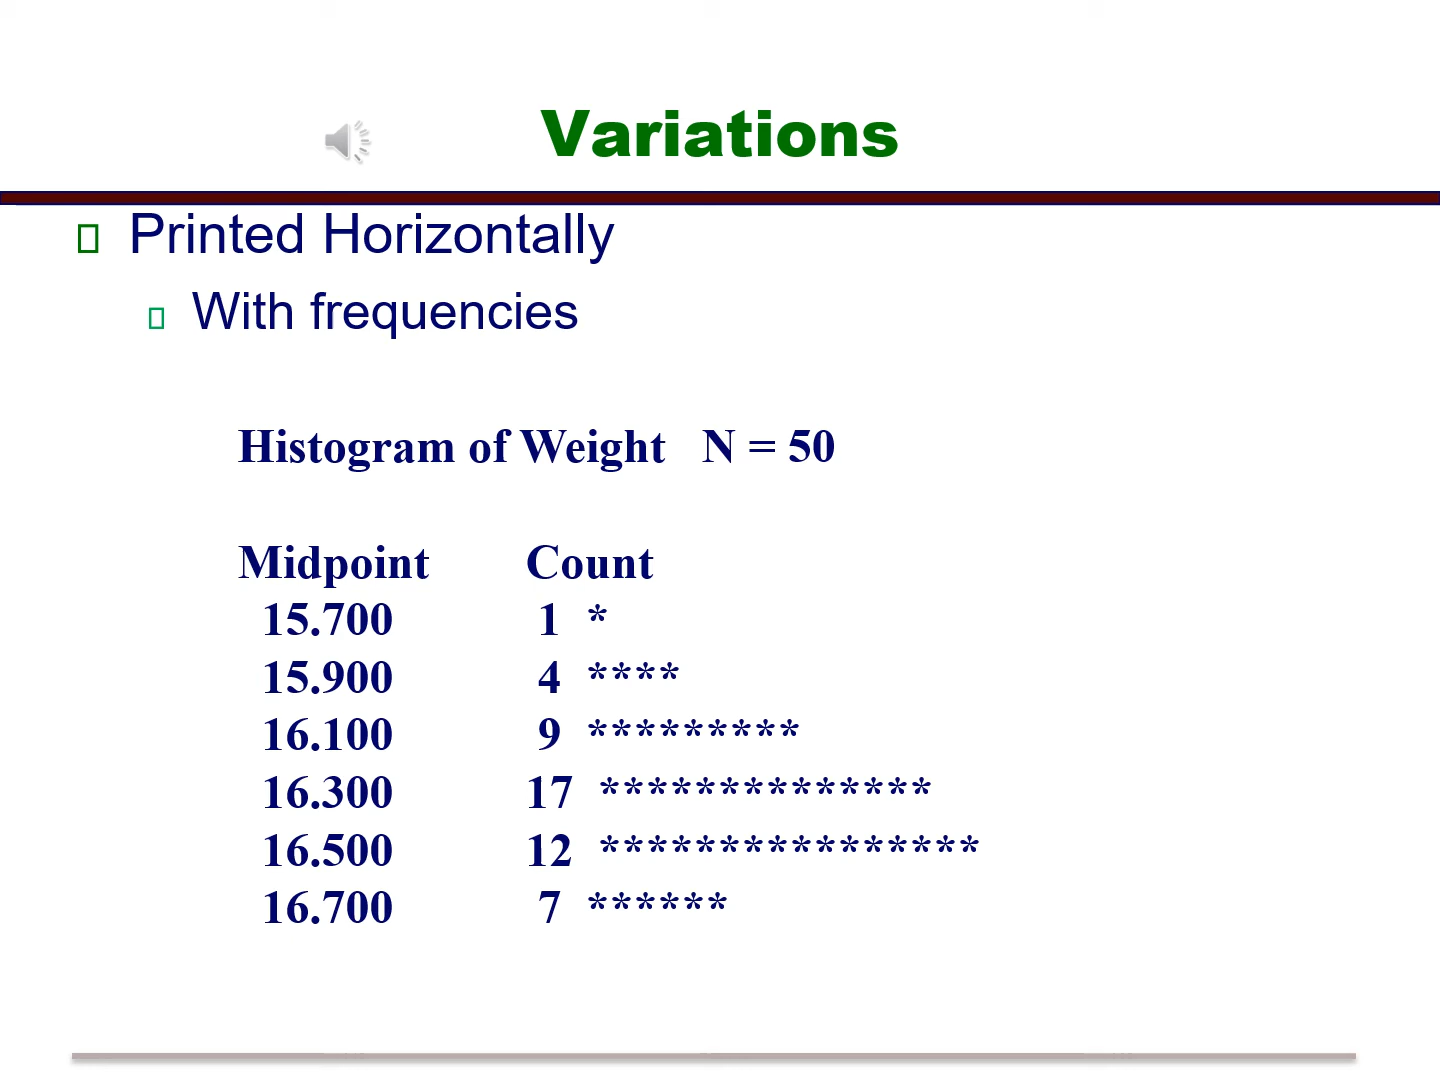 Variations
Printed Horizontally
With frequencies
Histogram of Weight N = 50
Midpoint Count
15.700 1 *
15.900 4 ****
16.100 9 *********
16.300 17 **************
16.500 12 ****************
16.700 7 ******